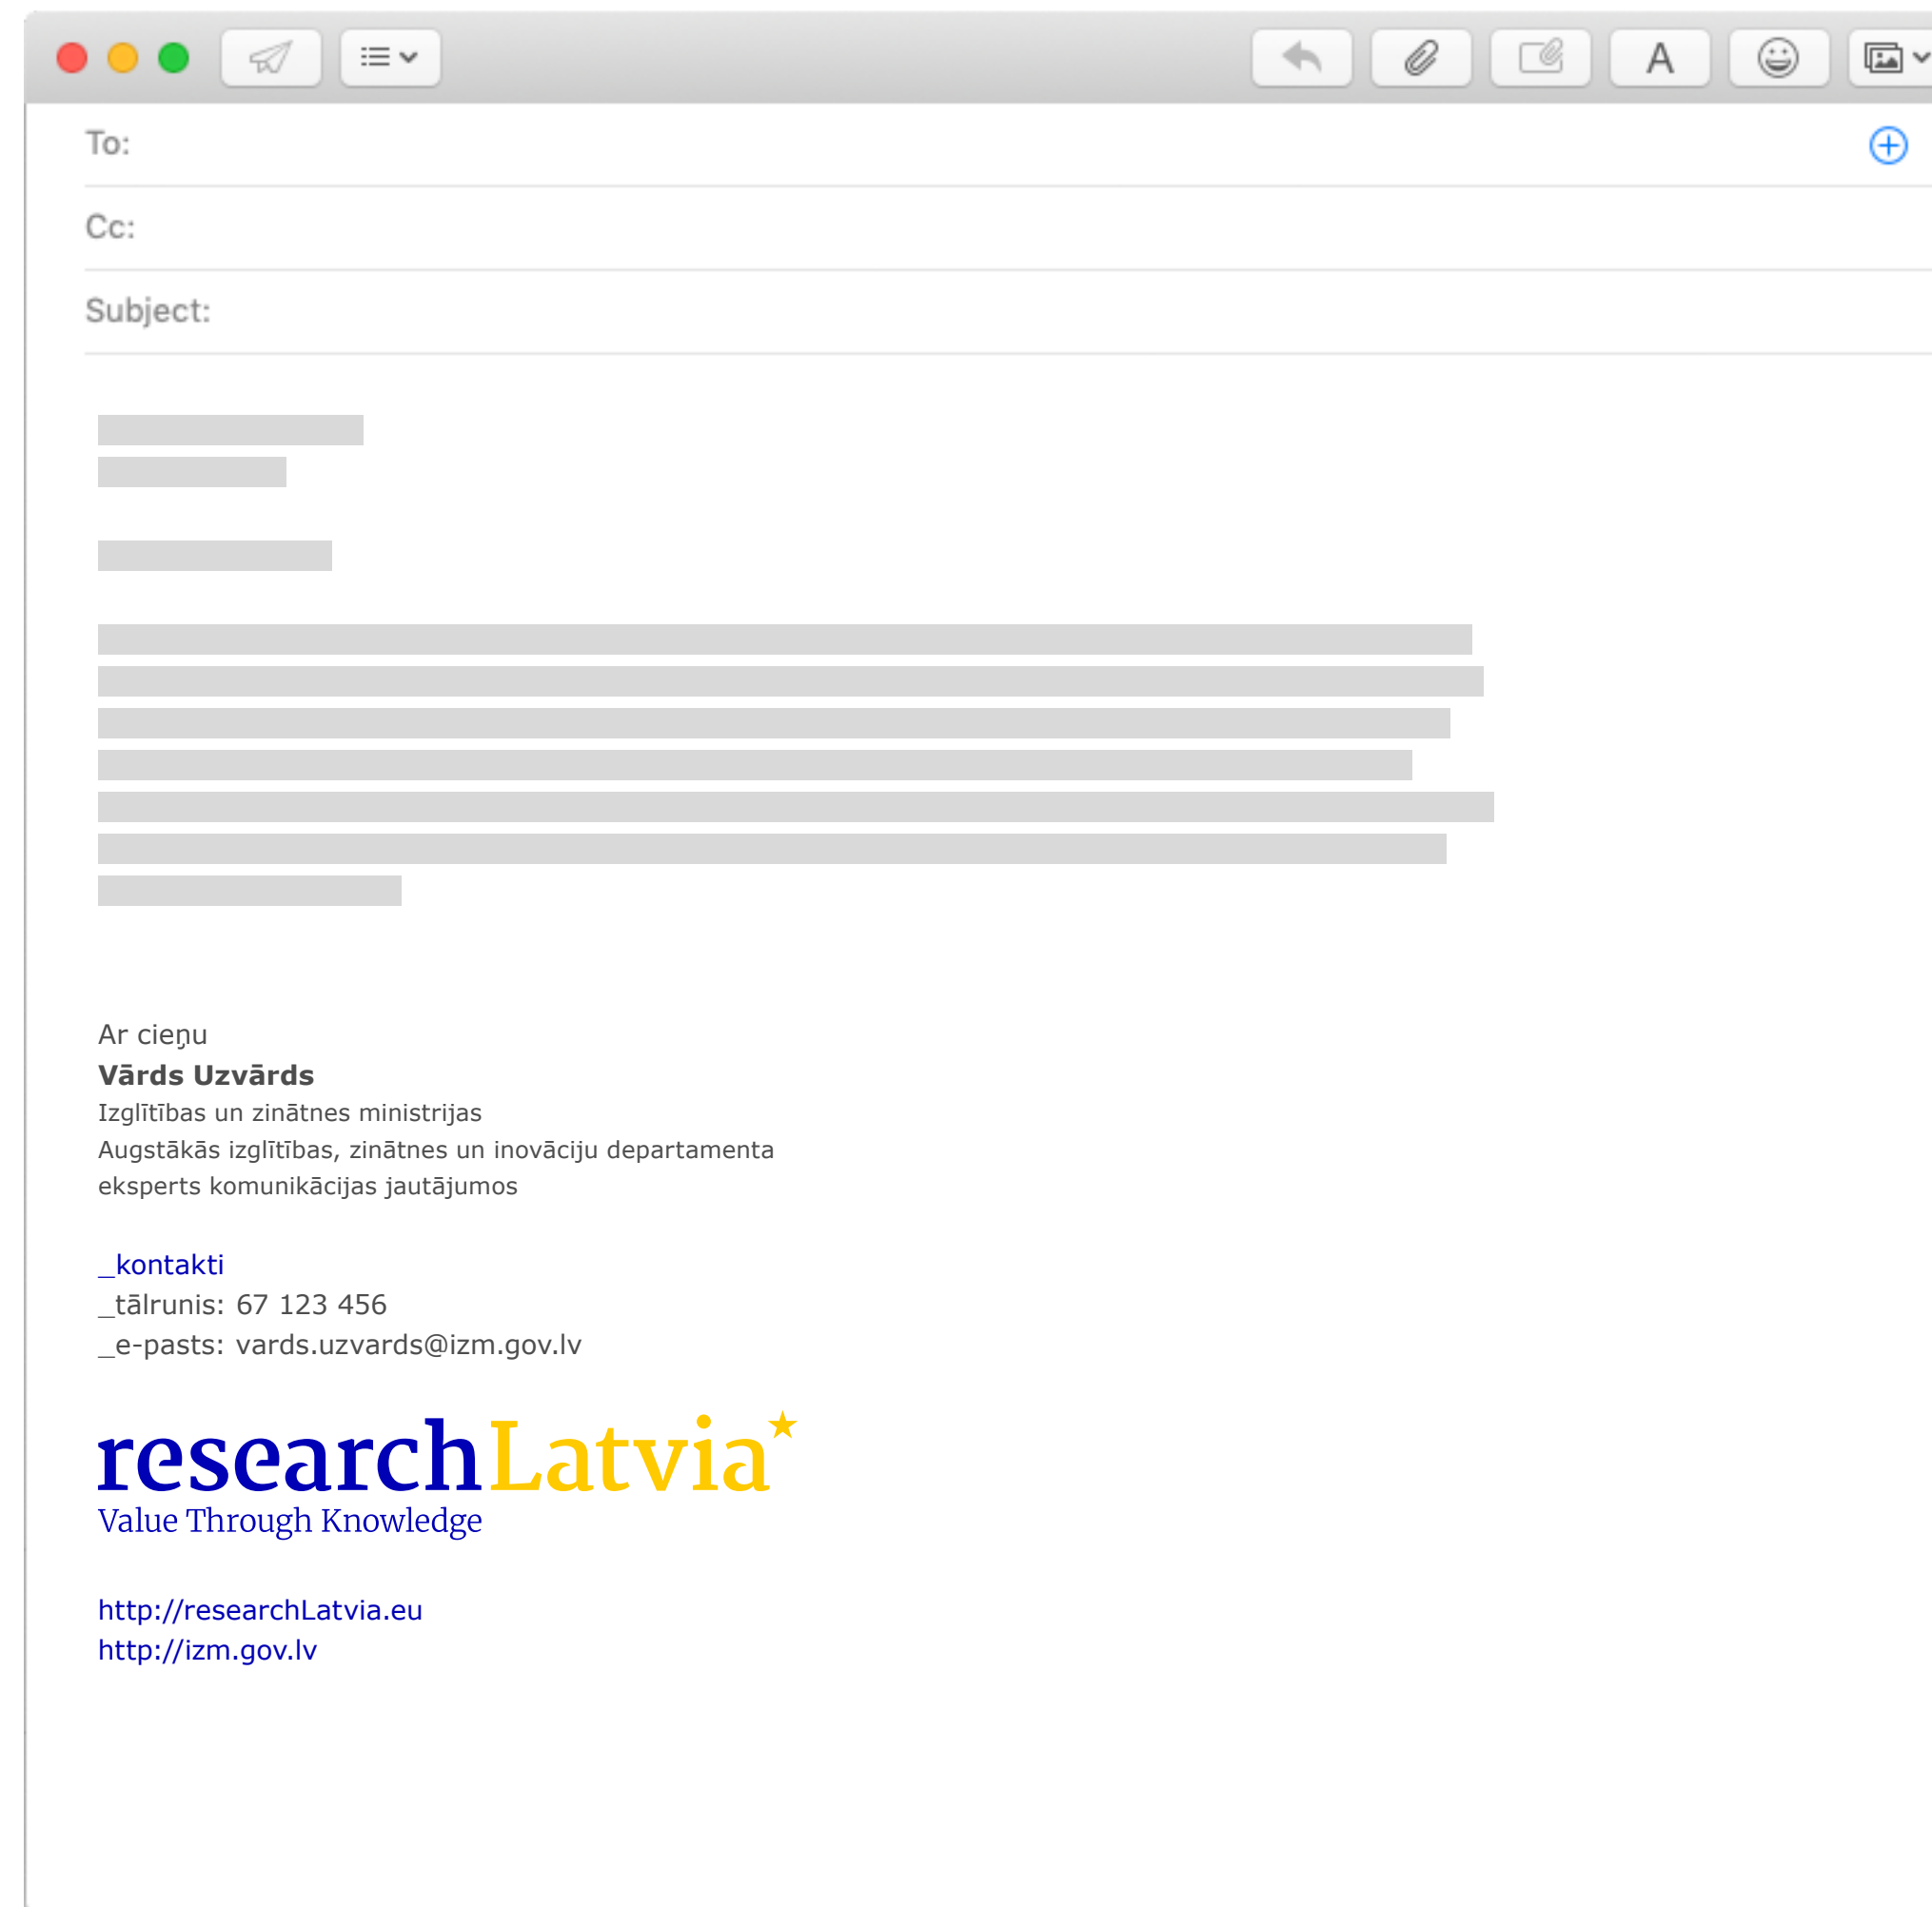 To:
Cc:
Subject:
Ar cieņu
Vārds Uzvārds
Izglītības un zinātnes ministrijas
Augstākās izglītības, zinātnes un inovāciju departamenta
eksperts komunikācijas jautājumos
_kontakti
_tālrunis: 67 123 456
_e-pasts: vards.uzvards@izm.gov.lv
researchLatvia
Value Through Knowledge
http://researchLatvia.eu
http://izm.gov.lv